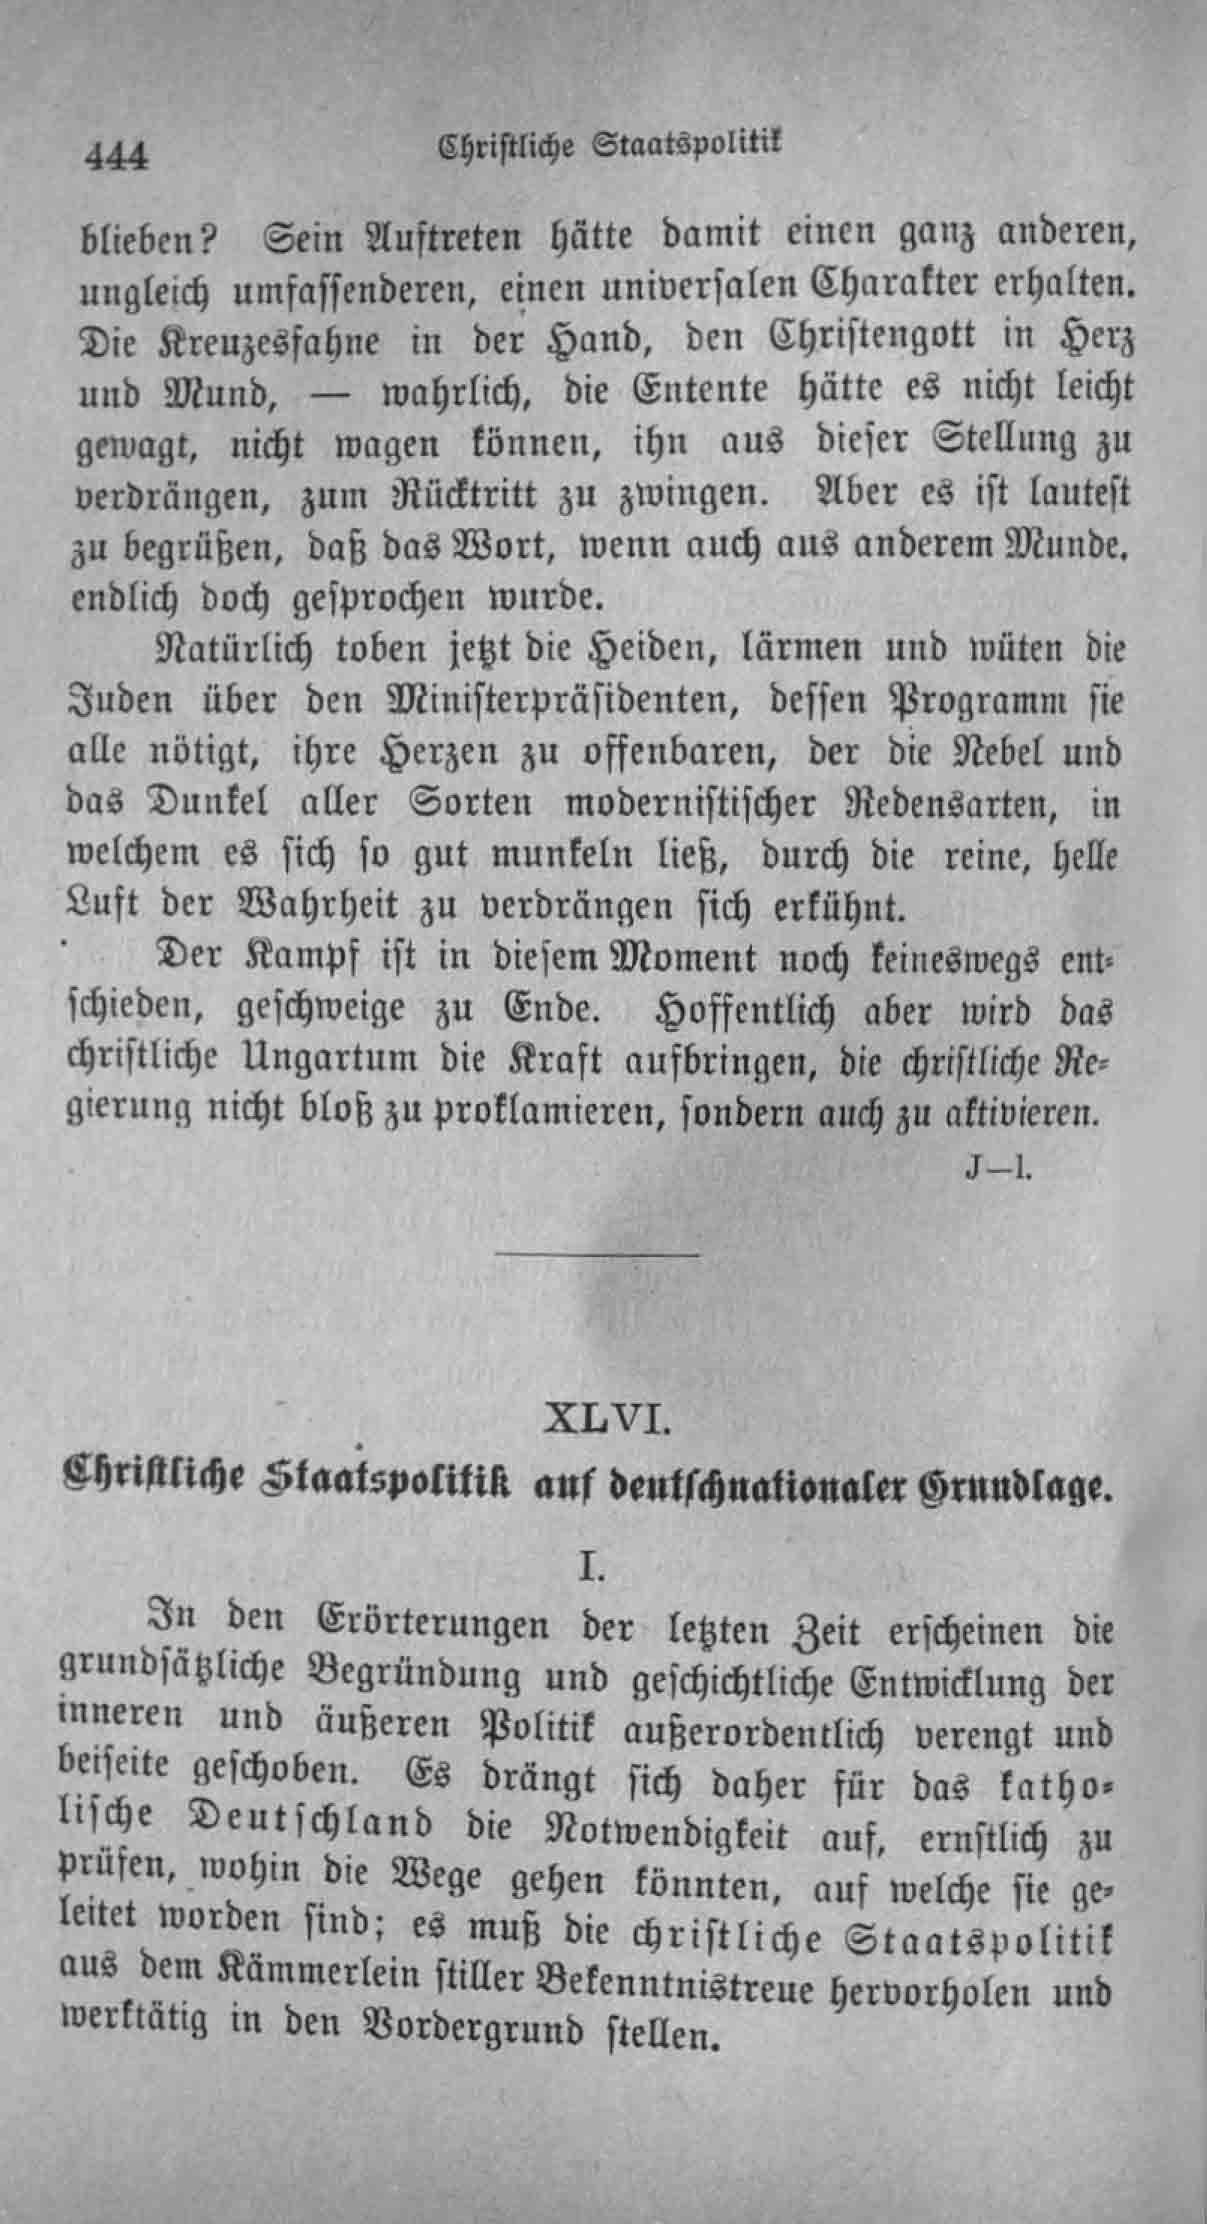 444
Christliche Staatspolitik
blieben? Sein Auftreten hätte damit einen ganz anderen,
ungleich umfassenderen, einen universalen Charakter erhalten.
Die Kreuzesfahne in der Hand, den Christengott in Herz
und Mund, — wahrlich, die Entente hätte es nicht leicht
gewagt, nicht wagen können, ihn aus dieser Stellung zu
verdrängen, zum Rücktritt zu zwingen. Aber es ist lautest
zu begrüßen, daß das Wort, wenn auch aus anderem Munde.
endlich doch gesprochen wurde.
Natürlich toben jetzt die Heiden, lärmen und wüten die
Juden über den Ministerpräsidenten, dessen Programm sie
alle nötigt, ihre Herzen zu offenbaren, der die Nebel und
das Dunkel aller Sorten modernistischer Redensarten, in
welchem es sich so gut munkeln ließ, durch die reine, helle
Luft der Wahrheit zu verdrängen sich erkühnt.
Der Kampf ist in diesem Moment noch keineswegs ent-
schieden, geschweige zu Ende. Hoffentlich aber wird das
christliche Ungartum die Kraft aufbringen, die christliche Re-
gierung nicht bloß zu proklamieren, sondern auch zu aktivieren.
J—l.
XLVI.
Christliche Staatspolitik auf deutschnationaler Grundlage.
I.
In den Erörterungen der letzten Zeit erscheinen die
grundsätzliche Begründung und geschichtliche Entwicklung der
inneren und äußeren Politik außerordentlich verengt und
beiseite geschoben. Es drängt sich daher für das katho-
lische Deutschland die Notwendigkeit auf, ernstlich zu
prüfen, wohin die Wege gehen könnten, auf welche sie ge-
leitet worden sind; es muß die christliche Staatspolitik
aus dem Kämmerlein stiller Bekenntnistreue hervorholen und
werktätig in den Vordergrund stellen.